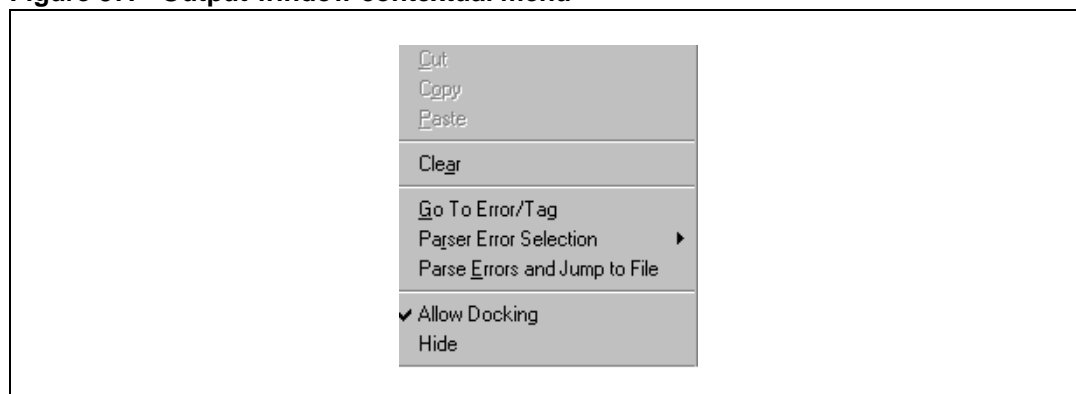 Cut
Copy
Paste
Clear
Go To Error/Tag
Parser Error Selection
Parse Errors and Jump to File
Allow Docking
Hide